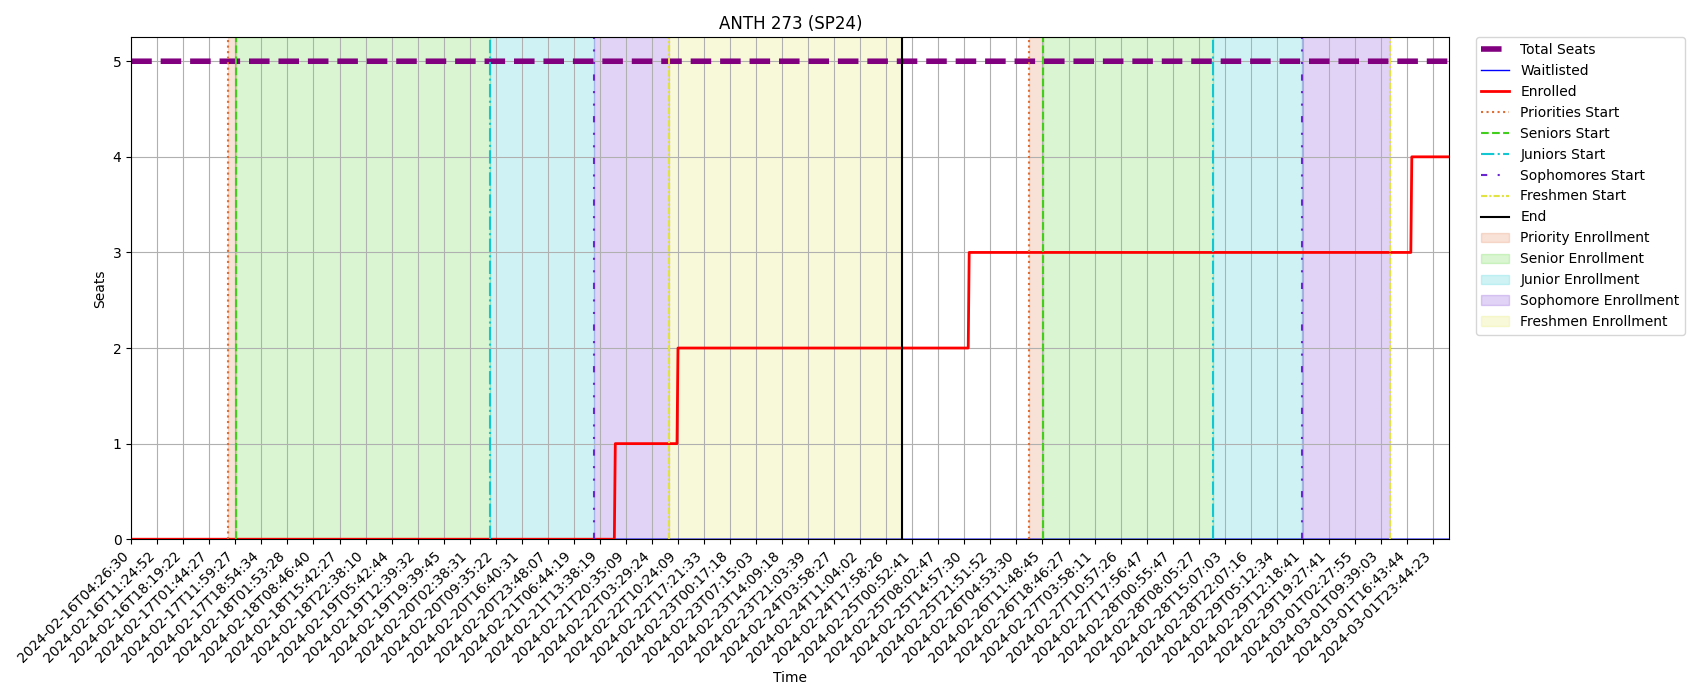 ANTH 273 (SP24)
Seats
5
4
3
2
1
0
2024-02-16T04:26:30
2024-02-16T11:24:52
2024-02-16T18:19:22
2024-02-17T01:44:27
2024-02-17T11:59:27
2024-02-17T18:54:34
2024-02-18T01:53:28
2024-02-18T08:46:40
2024-02-18T15:42:27
2024-02-18T22:38:10
2024-02-19T05:42:44
2024-02-19T12:39:32
2024-02-19T19:39:45
2024-02-20T02:38:31
2024-02-20T09:35:22
2024-02-20T16:40:31
2024-02-20T23:48:07
2024-02-21T06:44:19
2024-02-21T13:38:19
2024-02-21T20:35:09
2024-02-22T03:29:24
2024-02-22T10:24:09
2024-02-22T17:21:33
2024-02-23T00:17:18
2024-02-23T07:15:03
2024-02-23T14:09:18
2024-02-23T21:03:39
2024-02-24T03:58:27
2024-02-24T11:04:02
2024-02-24T17:58:26
2024-02-25T00:52:41
2024-02-25T08:02:47
2024-02-25T14:57:30
2024-02-25T21:51:52
2024-02-26T04:53:30
2024-02-26T11:48:45
2024-02-26T18:46:27
2024-02-27T03:58:11
2024-02-27T10:57:26
2024-02-27T17:56:47
2024-02-28T00:55:47
2024-02-28T08:05:27
2024-02-28T15:07:03
2024-02-28T22:07:16
2024-02-29T05:12:34
2024-02-29T12:18:41
2024-02-29T19:27:41
2024-03-01T02:27:55
2024-03-01T09:39:03
2024-03-01T16:43:44
2024-03-01T23:44:23
Time
Total Seats
Waitlisted
Enrolled
Priorities Start
Seniors Start
Juniors Start
Sophomores Start
Freshmen Start
End
Priority Enrollment
Senior Enrollment
Junior Enrollment
Sophomore Enrollment
Freshmen Enrollment